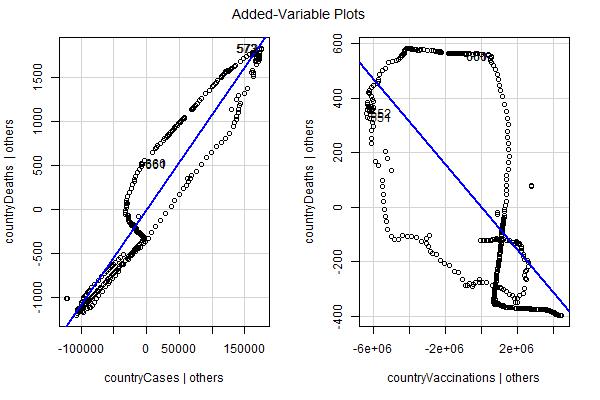 Added-Variable Plots
countryDeaths | others
1500
1000
500
0
-500
-1000
573
-100000 0 50000 150000
countryCases | others
countryDeaths | others
600
400
200
0
-200
-400
-6e+06 -2e+06 2e+06
countryVaccinations | others